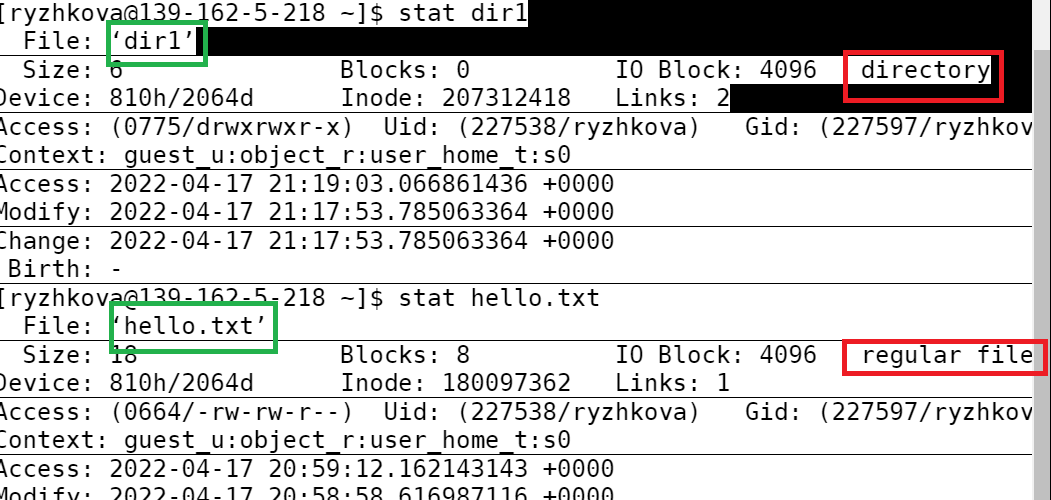 [ryzhkova@139-162-5-218 ~]$ stat dir1
  File: ‘dir1’
  Size: 6               Blocks: 0          IO Block: 4096   directory
Device: 810h/2064d      Inode: 207312418   Links: 2
Access: (0775/drwxrwxr-x)  Uid: (227538/ryzhkova)   Gid: (227597/ryzhkov
Context: guest_u:object_r:user_home_t:s0
Access: 2022-04-17 21:19:03.066861436 +0000
Modify: 2022-04-17 21:17:53.785063364 +0000
Change: 2022-04-17 21:17:53.785063364 +0000
 Birth: -
[ryzhkova@139-162-5-218 ~]$ stat hello.txt
  File: ‘hello.txt’
  Size: 18              Blocks: 8          IO Block: 4096   regular file
Device: 810h/2064d      Inode: 180097362   Links: 1
Access: (0664/-rw-rw-r--)  Uid: (227538/ryzhkova)   Gid: (227597/ryzhkov
Context: guest_u:object_r:user_home_t:s0
Access: 2022-04-17 20:59:12.162143143 +0000
Modify: 2022-04-17 20:58:58.616987116 +0000